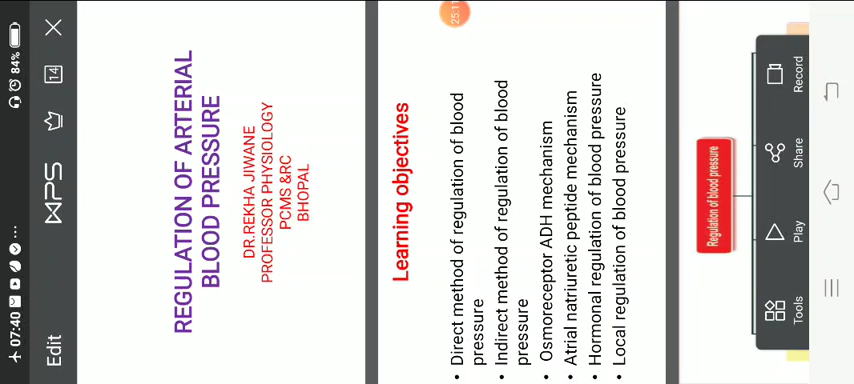 07:40
84%
Edit
WPS
14
REGULATION OF ARTERIAL
BLOOD PRESSURE
DR.REKHA JIWANE
PROFESSOR PHYSIOLOGY
PCMS &RC
BHOPAL
25:11
Learning objectives
• Direct method of regulation of blood
pressure
• Indirect method of regulation of blood
pressure
• Osmoreceptor ADH mechanism
• Atrial natriuretic peptide mechanism
• Hormonal regulation of blood pressure
• Local regulation of blood pressure
Regulation of blood pressure
Tools
Play
Share
Record